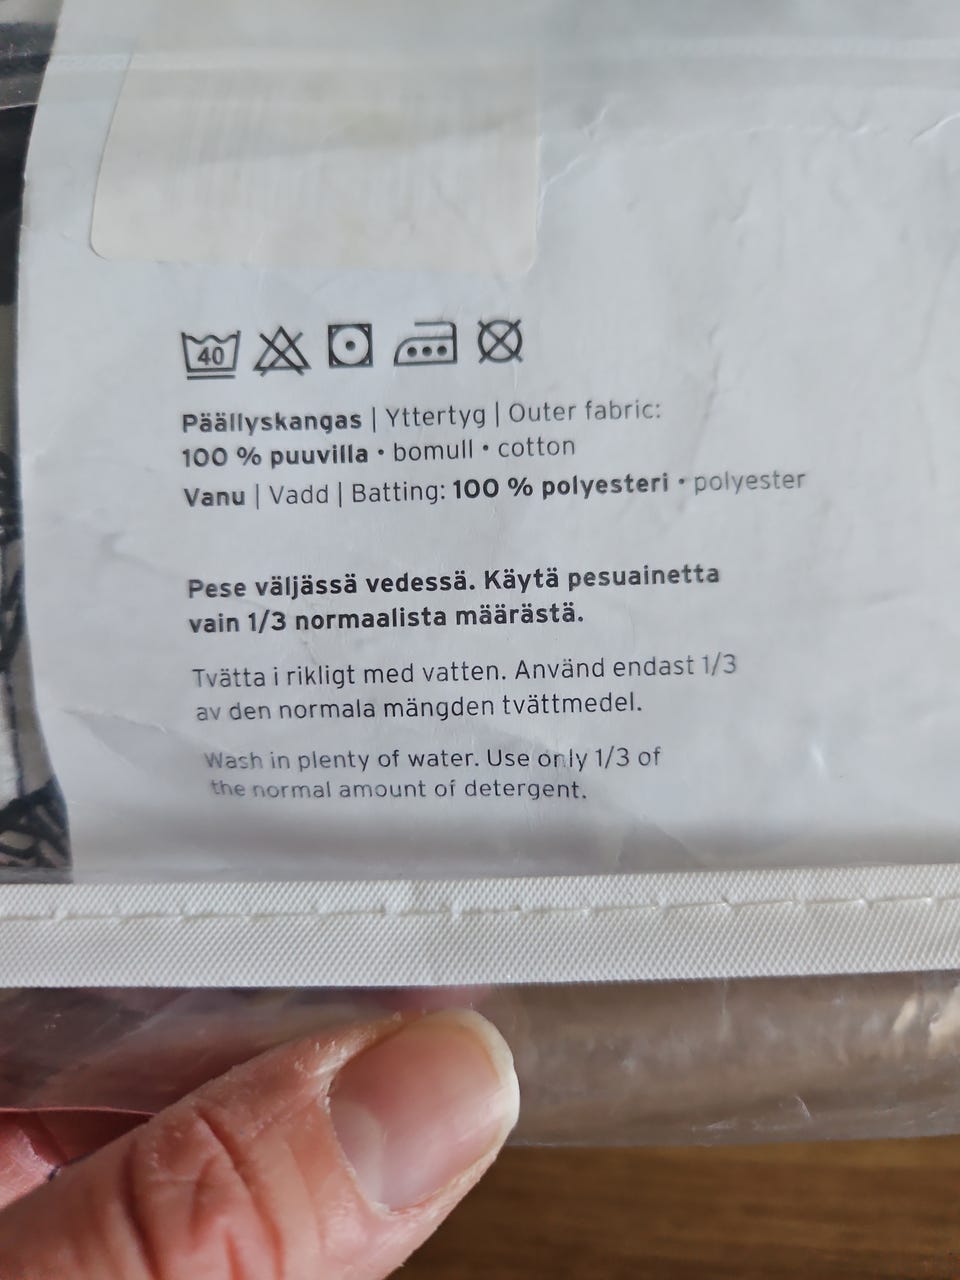 40
Päällyskangas | Yttertyg | Outer fabric:
100 % puuvilla • bomull • cotton
Vanu | Vadd | Batting: 100 % polyesteri • polyester
Pese väljässä vedessä. Käytä pesuainetta
vain 1/3 normaalista määrästä.
Tvätta i rikligt med vatten. Använd endast 1/3
av den normala mängden tvättmedel.
Wash in plenty of water. Use only 1/3 of
the normal amount of detergent.